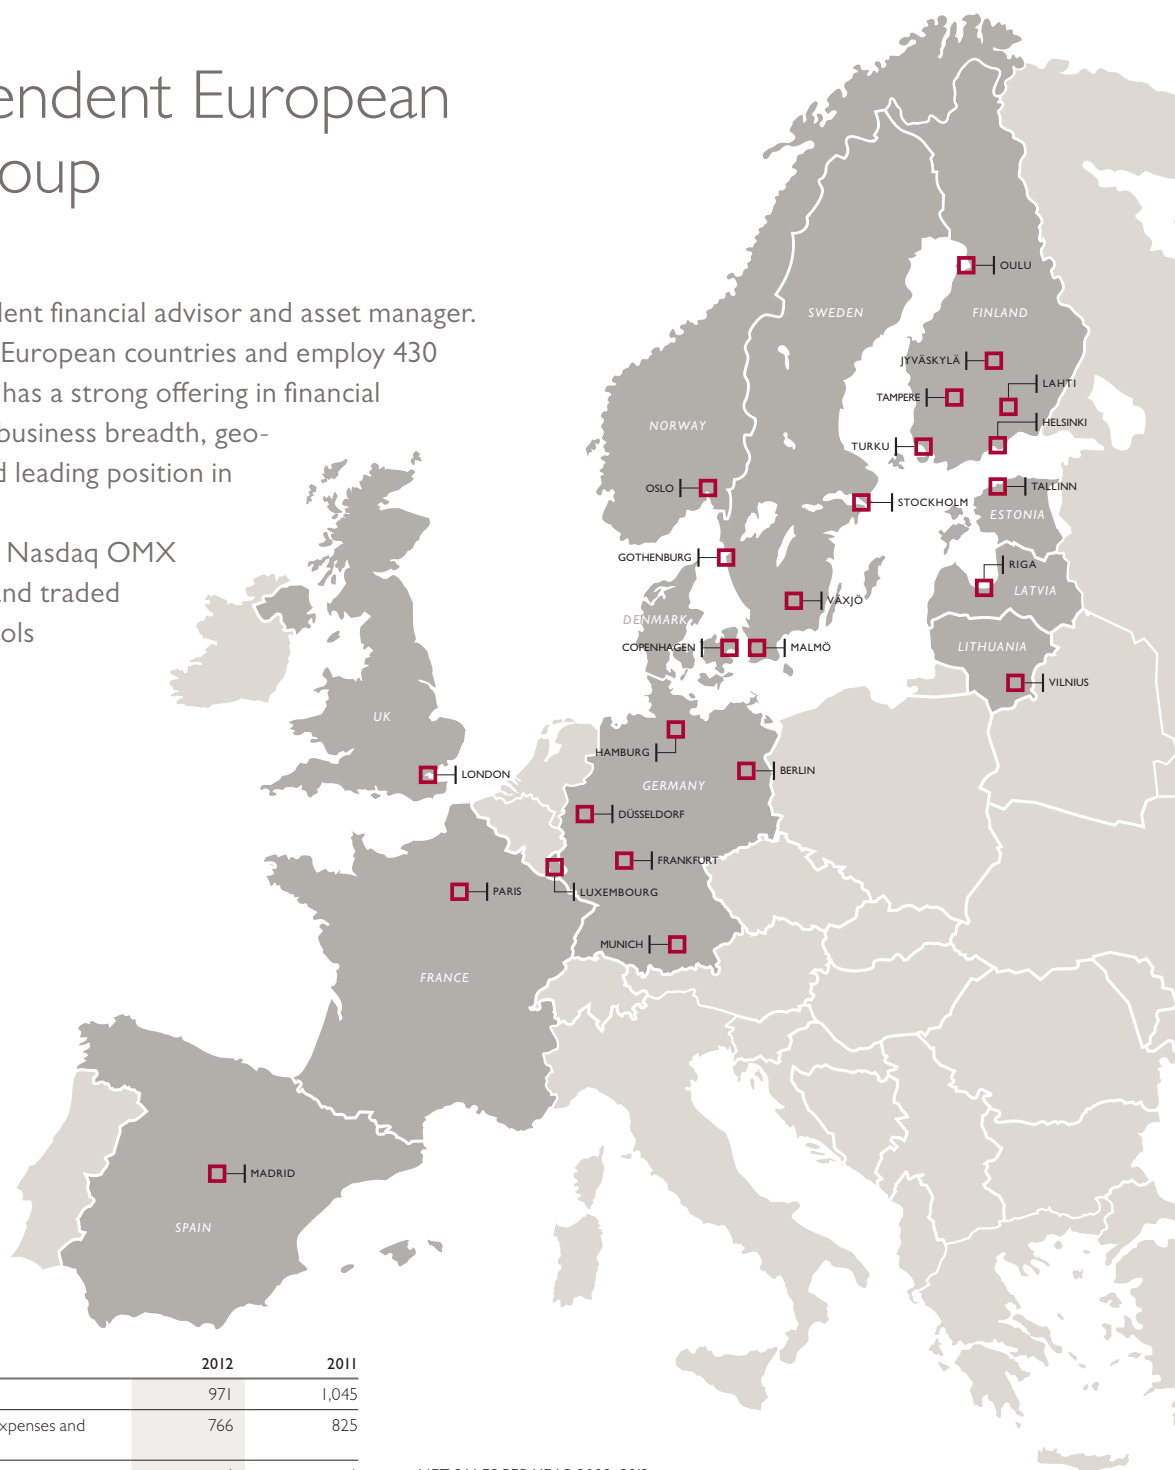 endent European
oup
lent financial advisor and asset manager.
European countries and employ 430
has a strong offering in financial
business breadth, geo-
d leading position in
Nasdaq OMX
and traded
ols
OULU
SWEDEN
FINLAND
JYVÄSKYLÄ
LAHTI
TAMPERE
HELSINKI
NORWAY
TURKU
OSLO
TALLINN
STOCKHOLM
ESTONIA
GOTHENBURG
RIGA
LATVIA
VÄXJÖ
DENMARK
COPENHAGEN
MALMÖ
LITHUANIA
VILNIUS
UK
HAMBURG
LONDON
BERLIN
GERMANY
DÜSSELDORF
FRANKFURT
PARIS
LUXEMBOURG
MUNICH
FRANCE
MADRID
SPAIN
2012 2011
971 1,045
xpenses and 766 825